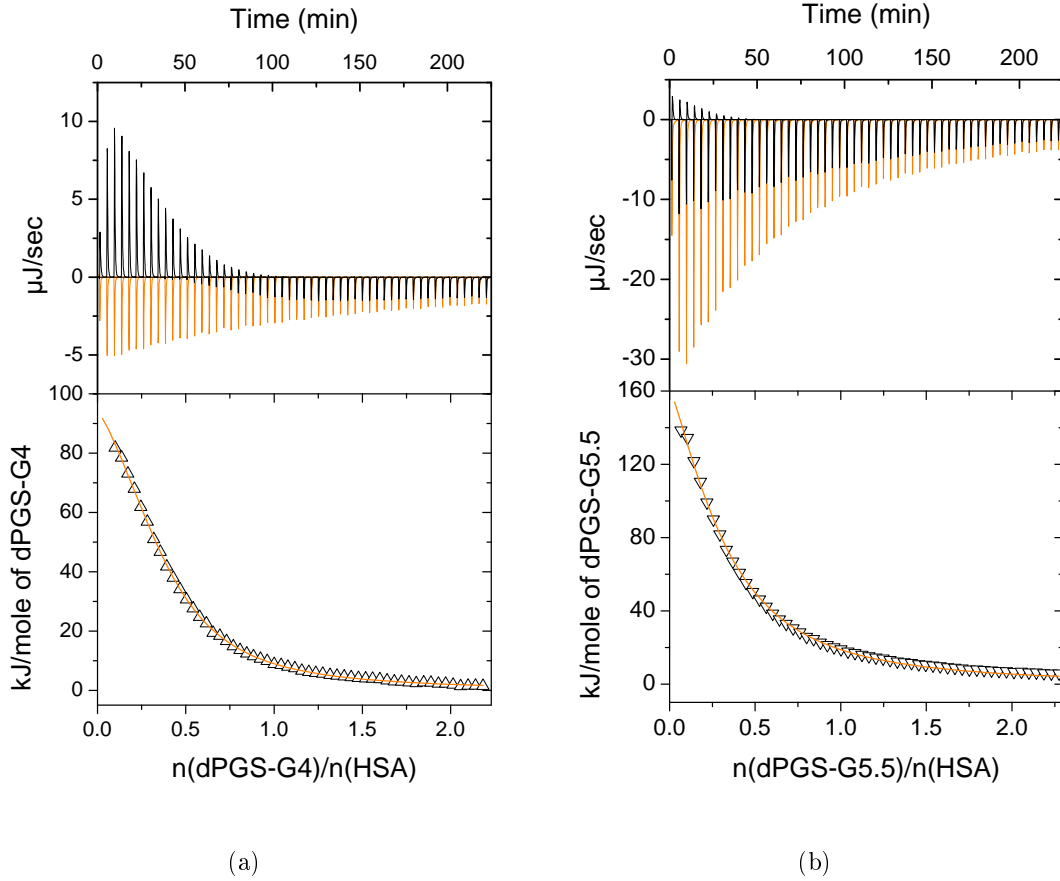 Time (min)
0 50 100 150 200
10
5
0
-5
µJ/sec
100
80
60
40
20
0
kJ/mole of dPGS-G4
0.0 0.5 1.0 1.5 2.0
n(dPGS-G4)/n(HSA)
(a)
Time (min)
0 50 100 150 200
0
-10
-20
-30
µJ/sec
160
120
80
40
0
kJ/mole of dPGS-G5.5
0.0 0.5 1.0 1.5 2.0
n(dPGS-G5.5)/n(HSA)
(b)